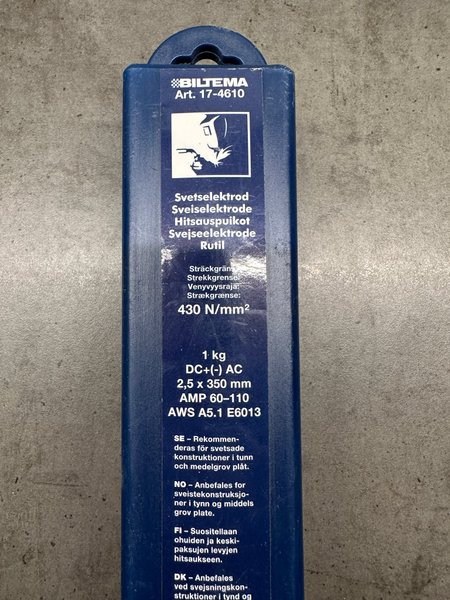 BILTEMA
Art. 17-4610
Svetselektrod
Sveiselektrode
Hitsauspuikot
Svejseelektrode
Rutil
Sträckgräns:
Strekkgrense:
Venyvyysraja:
Strækgrænse:
430 N/mm²
1 kg
DC+(-) AC
2,5 x 350 mm
AMP 60–110
AWS A5.1 E6013
SE – Rekommen-
deras för svetsade
konstruktioner i tunn
och medelgrov plåt.
NO – Anbefales for
sveistekonstruksjo-
ner i tynn og middels
grov plate.
FI – Suositellaan
ohuiden ja keski-
paksujen levyjen
hitsaukseen.
DK – Anbefales
ved svejsningskon-
struktioner i tynd og